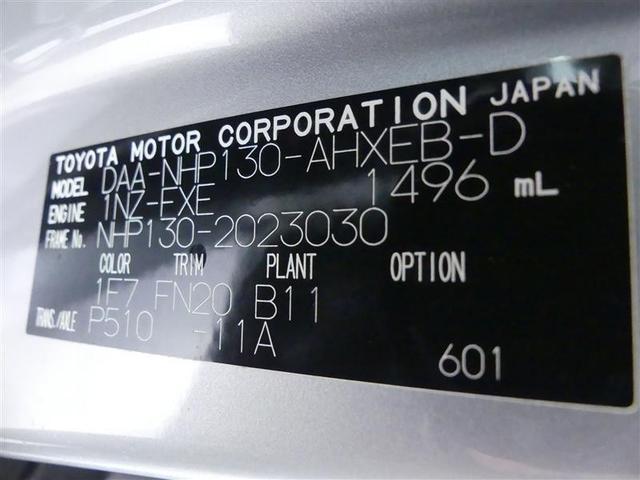 TOYOTA MOTOR CORPORATION JAPAN
MODEL DAA-NHP130-AHXEB-D
ENGINE 1NZ-EXE 1496 mL
FRAME No. NHP130-2023030
COLOR TRIM PLANT OPTION
1F7 FN20 B11
TRANS./AXLE P510 -11A
601